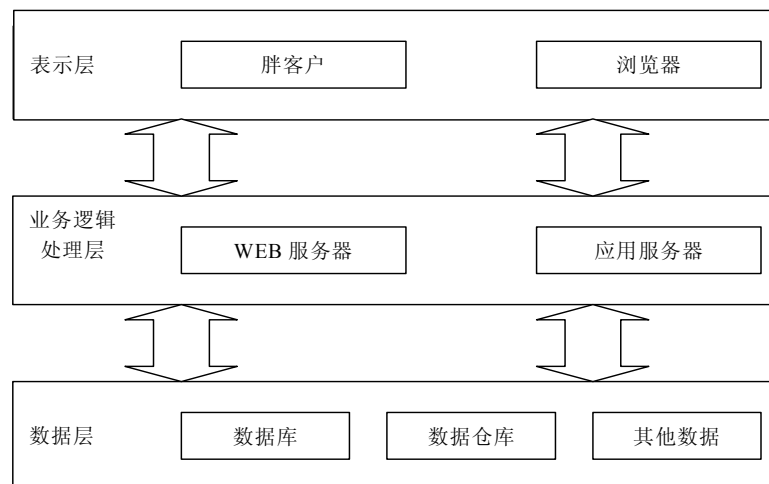 表示层
胖客户
浏览器
业务逻辑
处理层
WEB 服务器
应用服务器
数据层
数据库
数据仓库
其他数据